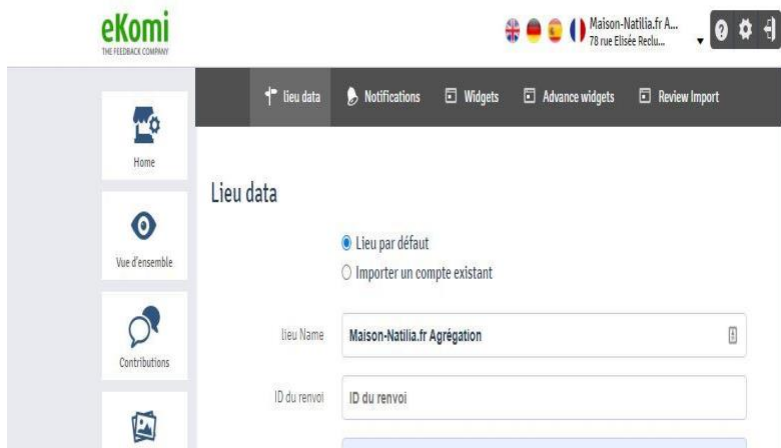 eKomi
THE FEEDBACK COMPANY
Maison-Natilia.fr A...
78 rue Elisée Reclu...
lieu data
Notifications
Widgets
Advance widgets
Review Import
Home
Vue d'ensemble
Contributions
Lieu data
Lieu par défaut
Importer un compte existant
lieu Name
Maison-Natilia.fr Agrégation
ID du renvoi
ID du renvoi